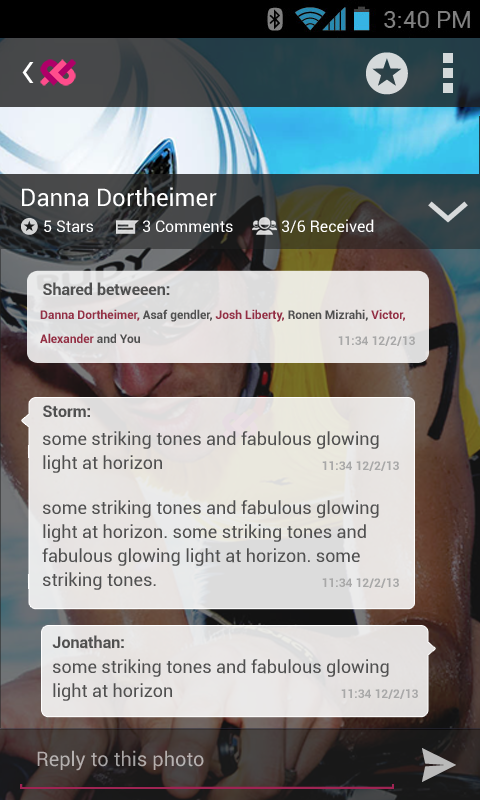 3:40 PM
Danna Dortheimer
5 Stars 3 Comments 3/6 Received
RUDY
Shared betweeen:
Danna Dortheimer, Asaf gendler, Josh Liberty, Ronen Mizrahi, Victor,
Alexander and You 11:34 12/2/13
Storm:
some striking tones and fabulous glowing
light at horizon 11:34 12/2/13
some striking tones and fabulous glowing
light at horizon. some striking tones and
fabulous glowing light at horizon. some
striking tones. 11:34 12/2/13
Jonathan:
some striking tones and fabulous glowing
light at horizon 11:34 12/2/13
Reply to this photo